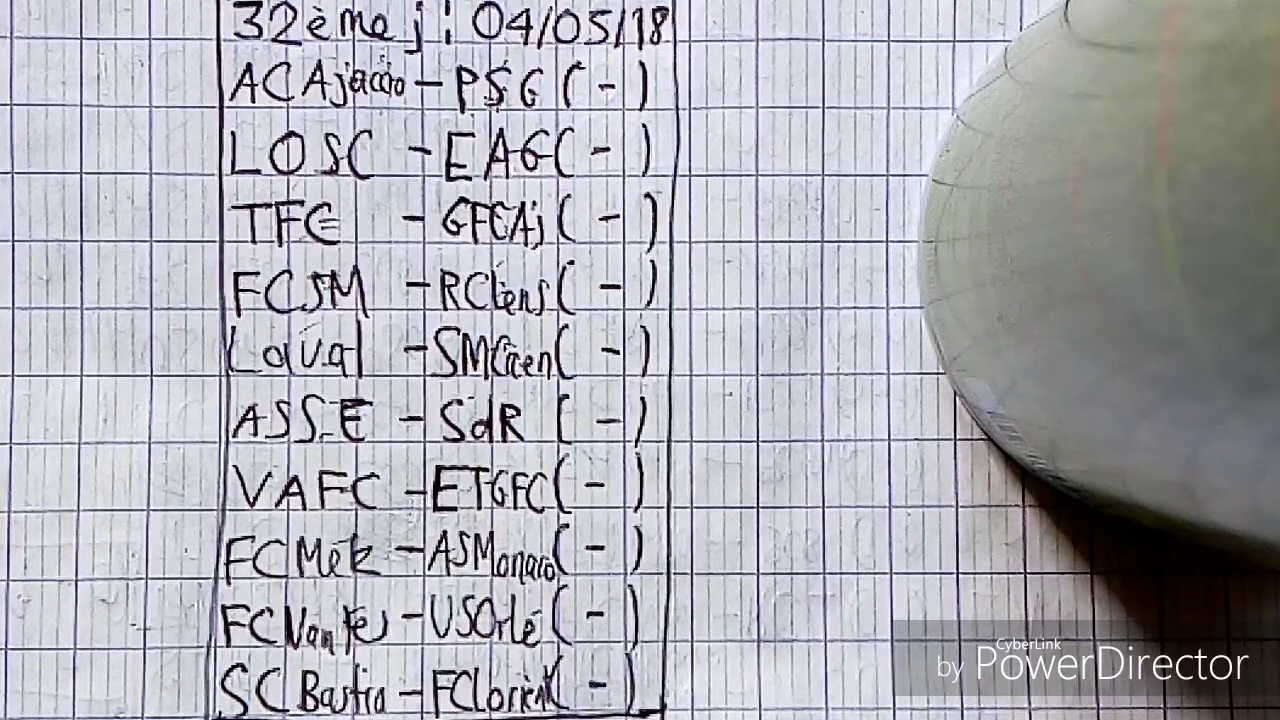 32ème j: 04/05/18
ACAjaccio - PSG ( - )
LOSC - EAG ( - )
TFC - GFCAj ( - )
FCSM - RCLens ( - )
Laval - SMCaen ( - )
ASSE - SdR ( - )
VAFC - ETGFC ( - )
FCMetz - ASMonaco ( - )
FCNantes - USOrlé ( - )
SCBastia - FCLorient ( - )
CyberLink
by PowerDirector